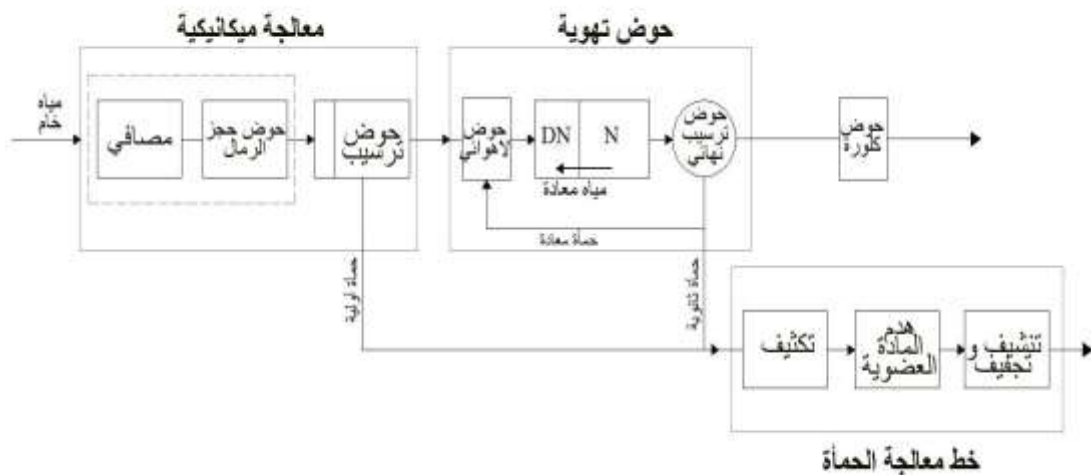 معالجة ميكانيكية
حوض تهوية
مياه
خام
مصافي
حوض حجز
الرمال
حوض
ترسيب
حوض
لاهوائي
DN
N
مياه معادة
حوض
ترسيب
نهائي
حوض
كلورة
حمأة معادة
حمأة اولية
حمأة ثانوية
تكثيف
هدم
المادة
العضوية
تنشيف و
تجفيف
خط معالجة الحمأة